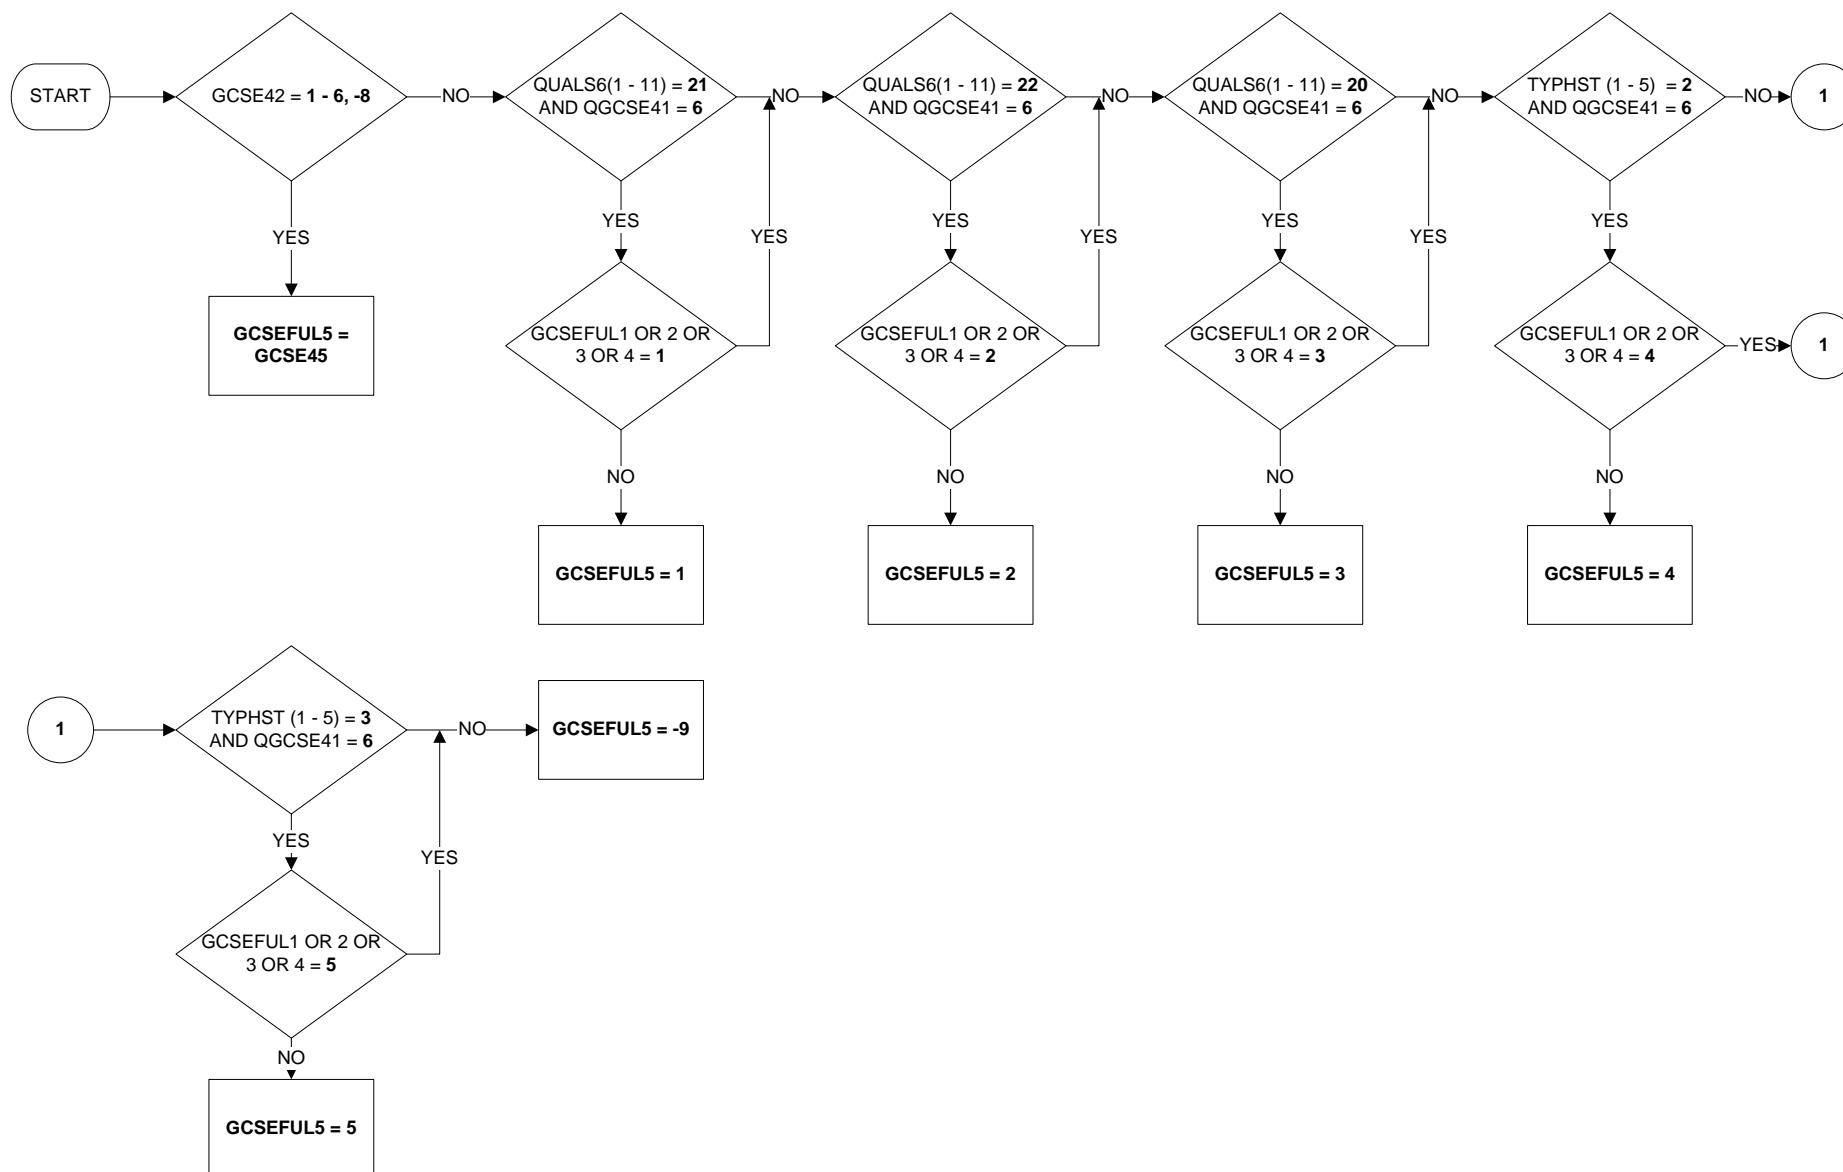 START
GCSE42 = 1 - 6, -8
NO
QUALS6(1 - 11) = 21
AND QGCSE41 = 6
NO
QUALS6(1 - 11) = 22
AND QGCSE41 = 6
NO
QUALS6(1 - 11) = 20
AND QGCSE41 = 6
NO
TYPHST (1 - 5) = 2
AND QGCSE41 = 6
NO
1
YES
YES
YES
YES
YES
YES
YES
YES
GCSEFUL5 =
GCSE45
GCSEFUL1 OR 2 OR
3 OR 4 = 1
GCSEFUL1 OR 2 OR
3 OR 4 = 2
GCSEFUL1 OR 2 OR
3 OR 4 = 3
GCSEFUL1 OR 2 OR
3 OR 4 = 4
YES
1
NO
NO
NO
NO
GCSEFUL5 = 1
GCSEFUL5 = 2
GCSEFUL5 = 3
GCSEFUL5 = 4
1
TYPHST (1 - 5) = 3
AND QGCSE41 = 6
NO
GCSEFUL5 = -9
YES
YES
GCSEFUL1 OR 2 OR
3 OR 4 = 5
NO
GCSEFUL5 = 5